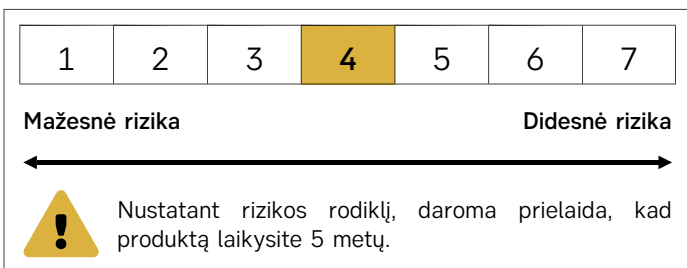 1 2 3 4 5 6 7
Mažesnė rizika Didesnė rizika
Nustatant rizikos rodiklį, daroma prielaida, kad
produktą laikysite 5 metų.